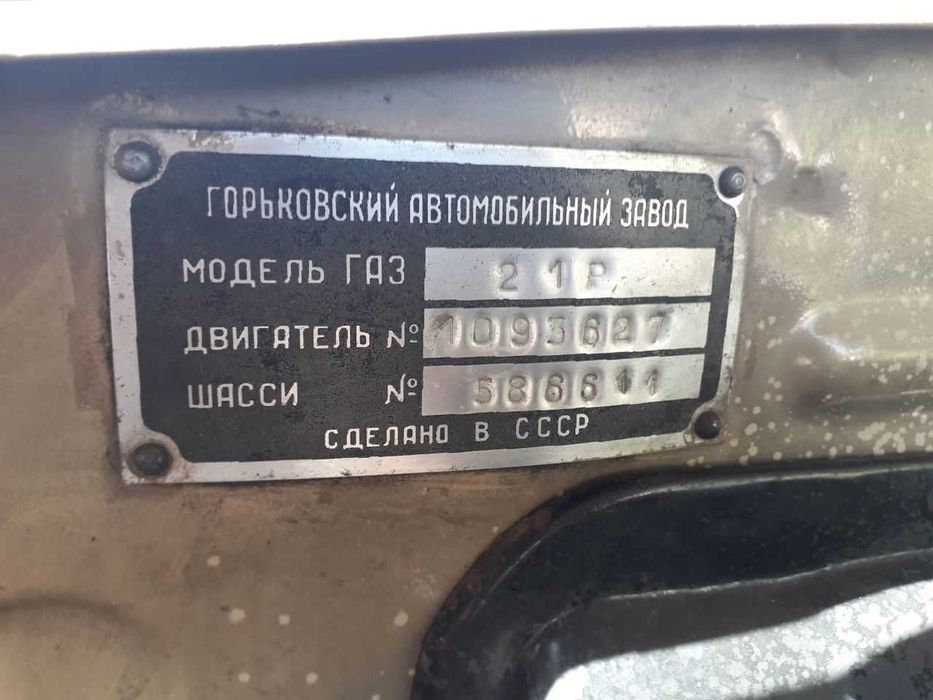 ГОРЬКОВСКИЙ АВТОМОБИЛЬНЫЙ ЗАВОД
МОДЕЛЬ ГАЗ 21Р
ДВИГАТЕЛЬ № 1093627
ШАССИ № 586611
СДЕЛАНО В СССР